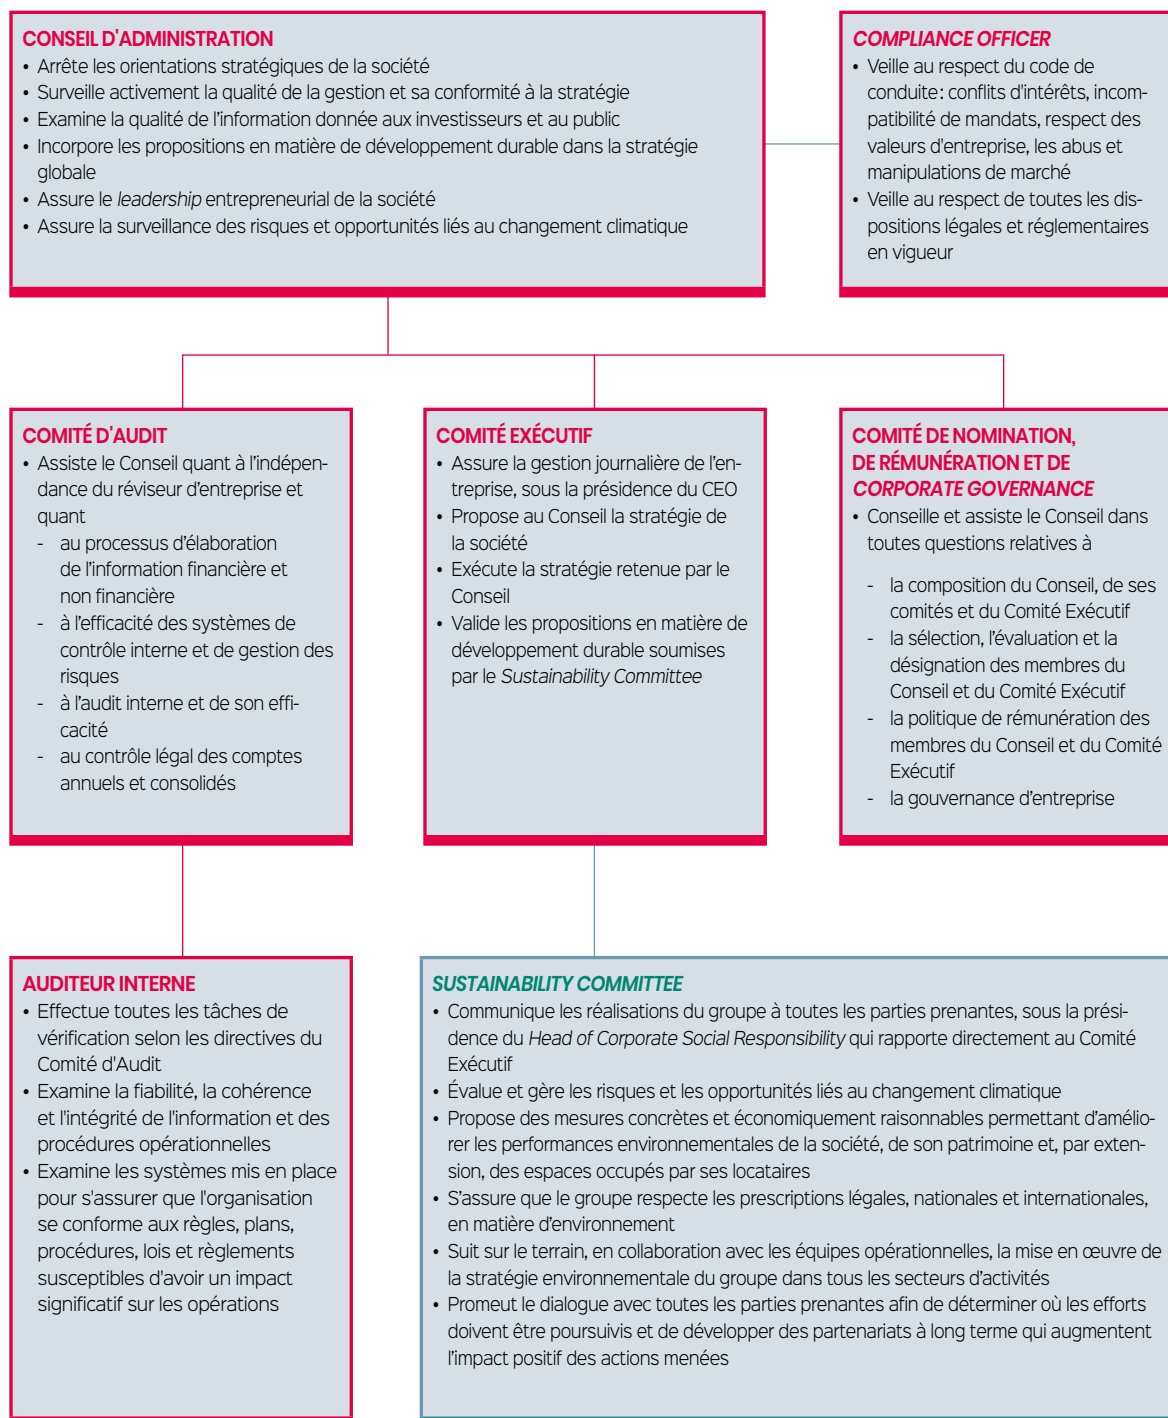 CONSEIL D'ADMINISTRATION
• Arrête les orientations stratégiques de la société
• Surveille activement la qualité de la gestion et sa conformité à la stratégie
• Examine la qualité de l'information donnée aux investisseurs et au public
• Incorpore les propositions en matière de développement durable dans la stratégie
globale
• Assure le leadership entrepreneurial de la société
• Assure la surveillance des risques et opportunités liés au changement climatique
COMPLIANCE OFFICER
• Veille au respect du code de
conduite: conflits d'intérêts, incom-
patibilité de mandats, respect des
valeurs d'entreprise, les abus et
manipulations de marché
• Veille au respect de toutes les dis-
positions légales et réglementaires
en vigueur
COMITÉ D'AUDIT
• Assiste le Conseil quant à l'indépen-
dance du réviseur d'entreprise et
quant
- au processus d'élaboration
de l'information financière et
non financière
- à l'efficacité des systèmes de
contrôle interne et de gestion des
risques
- à l'audit interne et de son effi-
cacité
- au contrôle légal des comptes
annuels et consolidés
COMITÉ EXÉCUTIF
• Assure la gestion journalière de l'en-
treprise, sous la présidence du CEO
• Propose au Conseil la stratégie de
la société
• Exécute la stratégie retenue par le
Conseil
• Valide les propositions en matière de
développement durable soumises
par le Sustainability Committee
COMITÉ DE NOMINATION,
DE RÉMUNÉRATION ET DE
CORPORATE GOVERNANCE
• Conseille et assiste le Conseil dans
toutes questions relatives à
- la composition du Conseil, de ses
comités et du Comité Exécutif
- la sélection, l'évaluation et la
désignation des membres du
Conseil et du Comité Exécutif
- la politique de rémunération des
membres du Conseil et du Comité
Exécutif
- la gouvernance d'entreprise
AUDITEUR INTERNE
• Effectue toutes les tâches de
vérification selon les directives du
Comité d'Audit
• Examine la fiabilité, la cohérence
et l'intégrité de l'information et des
procédures opérationnelles
• Examine les systèmes mis en place
pour s'assurer que l'organisation
se conforme aux règles, plans,
procédures, lois et règlements
susceptibles d'avoir un impact
significatif sur les opérations
SUSTAINABILITY COMMITTEE
• Communique les réalisations du groupe à toutes les parties prenantes, sous la prési-
dence du Head of Corporate Social Responsibility qui rapporte directement au Comité
Exécutif
• Évalue et gère les risques et les opportunités liés au changement climatique
• Propose des mesures concrètes et économiquement raisonnables permettant d'amélio-
rer les performances environnementales de la société, de son patrimoine et, par exten-
sion, des espaces occupés par ses locataires
• S'assure que le groupe respecte les prescriptions légales, nationales et internationales,
en matière d'environnement
• Suit sur le terrain, en collaboration avec les équipes opérationnelles, la mise en œuvre de
la stratégie environnementale du groupe dans tous les secteurs d'activités
• Promeut le dialogue avec toutes les parties prenantes afin de déterminer où les efforts
doivent être poursuivis et de développer des partenariats à long terme qui augmentent
l'impact positif des actions menées